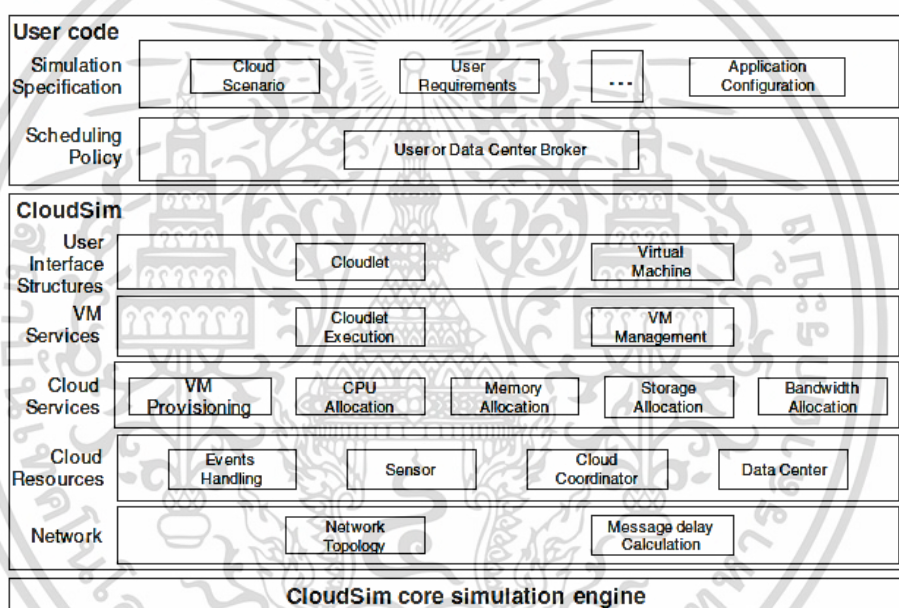 User code
Simulation
Specification
Cloud
Scenario
User
Requirements
...
Application
Configuration
Scheduling
Policy
User or Data Center Broker
CloudSim
User
Interface
Structures
Cloudlet
Virtual
Machine
VM
Services
Cloudlet
Execution
VM
Management
Cloud
Services
VM
Provisioning
CPU
Allocation
Memory
Allocation
Storage
Allocation
Bandwidth
Allocation
Cloud
Resources
Events
Handling
Sensor
Cloud
Coordinator
Data Center
Network
Network
Topology
Message delay
Calculation
CloudSim core simulation engine